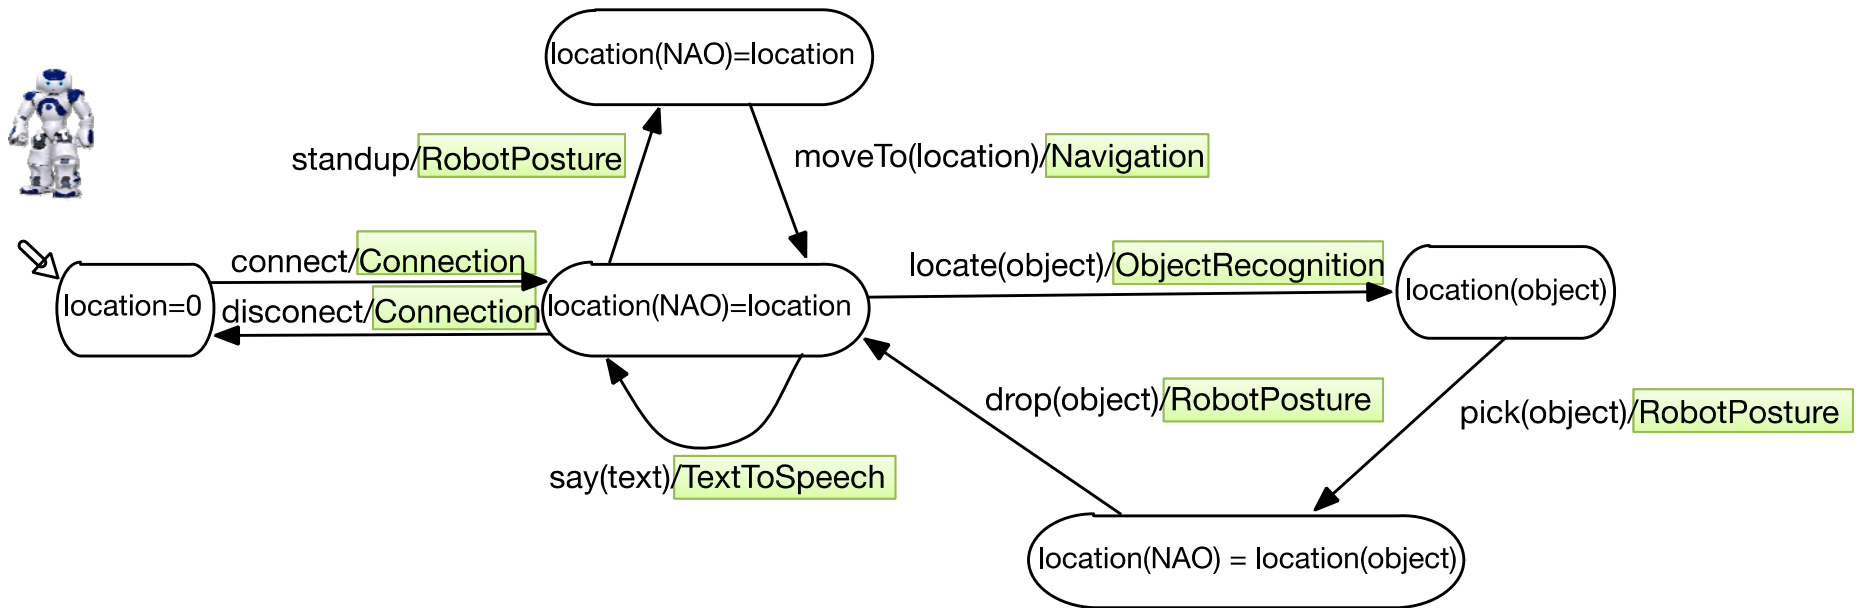 location(NAO)=location
standup/RobotPosture
moveTo(location)/Navigation
connect/Connection
locate(object)/ObjectRecognition
location=0
disconect/Connection
location(NAO)=location
location(object)
drop(object)/RobotPosture
pick(object)/RobotPosture
say(text)/TextToSpeech
location(NAO) = location(object)